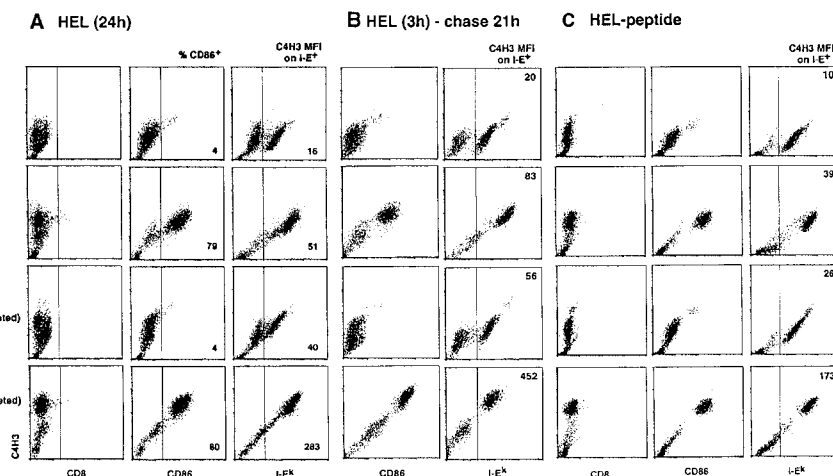 A HEL (24h)
B HEL (3h) - chase 21h
C HEL-peptide
% CD86+
C4H3 MFI
on I-E+
C4H3 MFI
on I-E+
C4H3 MFI
on I-E+
4
16
20
10
79
51
83
39
ated)
4
40
56
26
eted)
C4H3
80
283
452
173
CD8
CD86
I-Ek
CD86
I-Ek
CD8
CD86
I-Ek